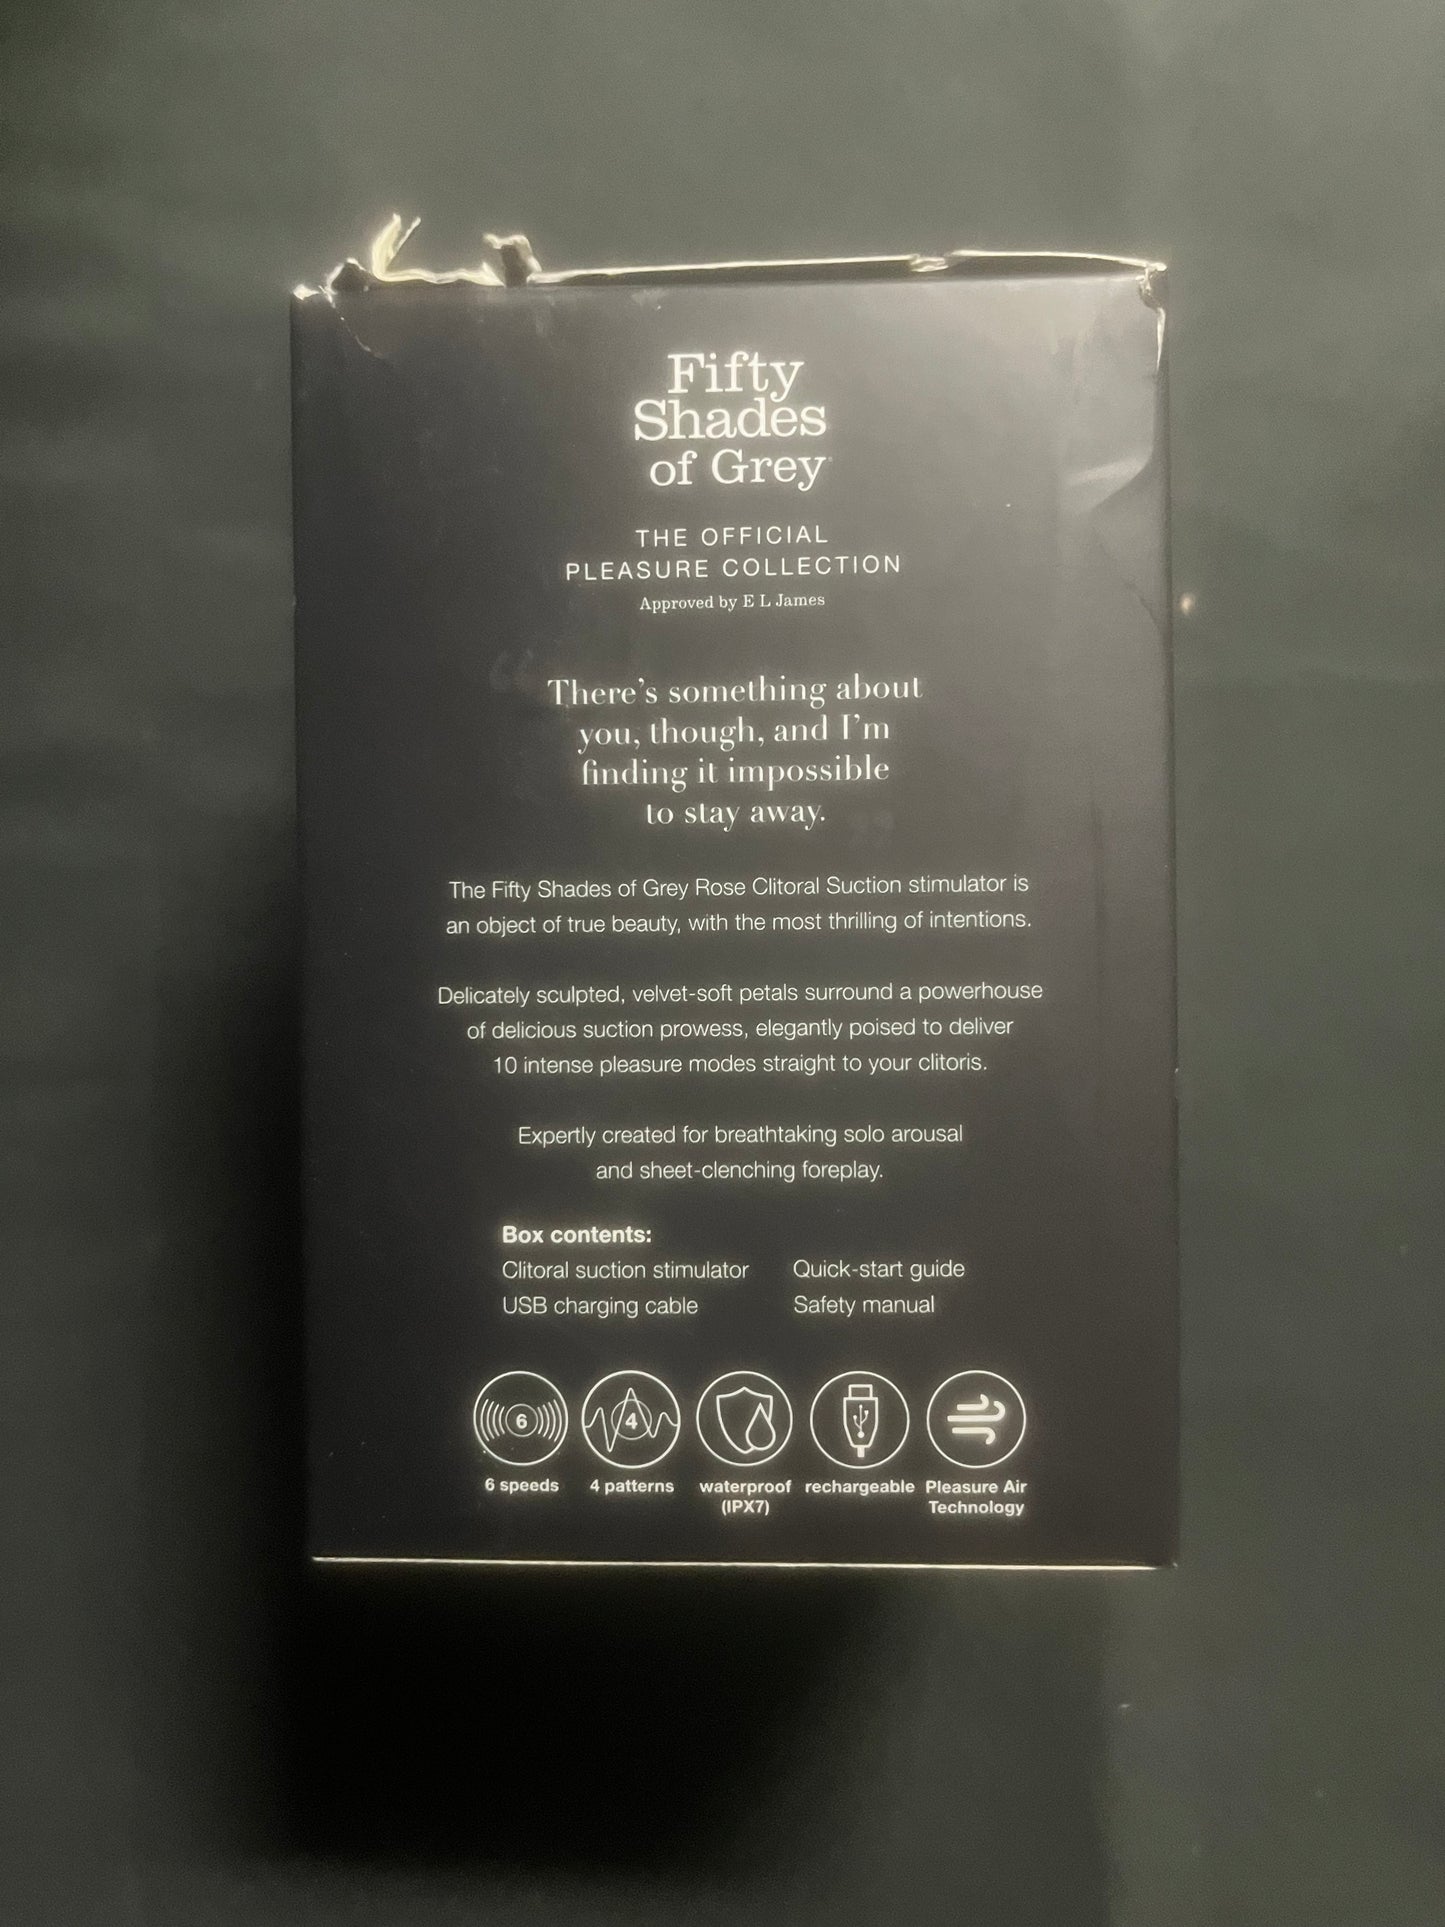 Fifty
Shades
of Grey
THE OFFICIAL
PLEASURE COLLECTION
Approved by E L James
“There’s something about
you, though, and I’m
finding it impossible
to stay away.”
The Fifty Shades of Grey Rose Clitoral Suction stimulator is
an object of true beauty, with the most thrilling of intentions.
Delicately sculpted, velvet-soft petals surround a powerhouse
of delicious suction prowess, elegantly poised to deliver
10 intense pleasure modes straight to your clitoris.
Expertly created for breathtaking solo arousal
and sheet-clenching foreplay.
Box contents:
Clitoral suction stimulator
USB charging cable
Quick-start guide
Safety manual
6
6 speeds
4
4 patterns
waterproof
(IPX7)
rechargeable
Pleasure Air
Technology